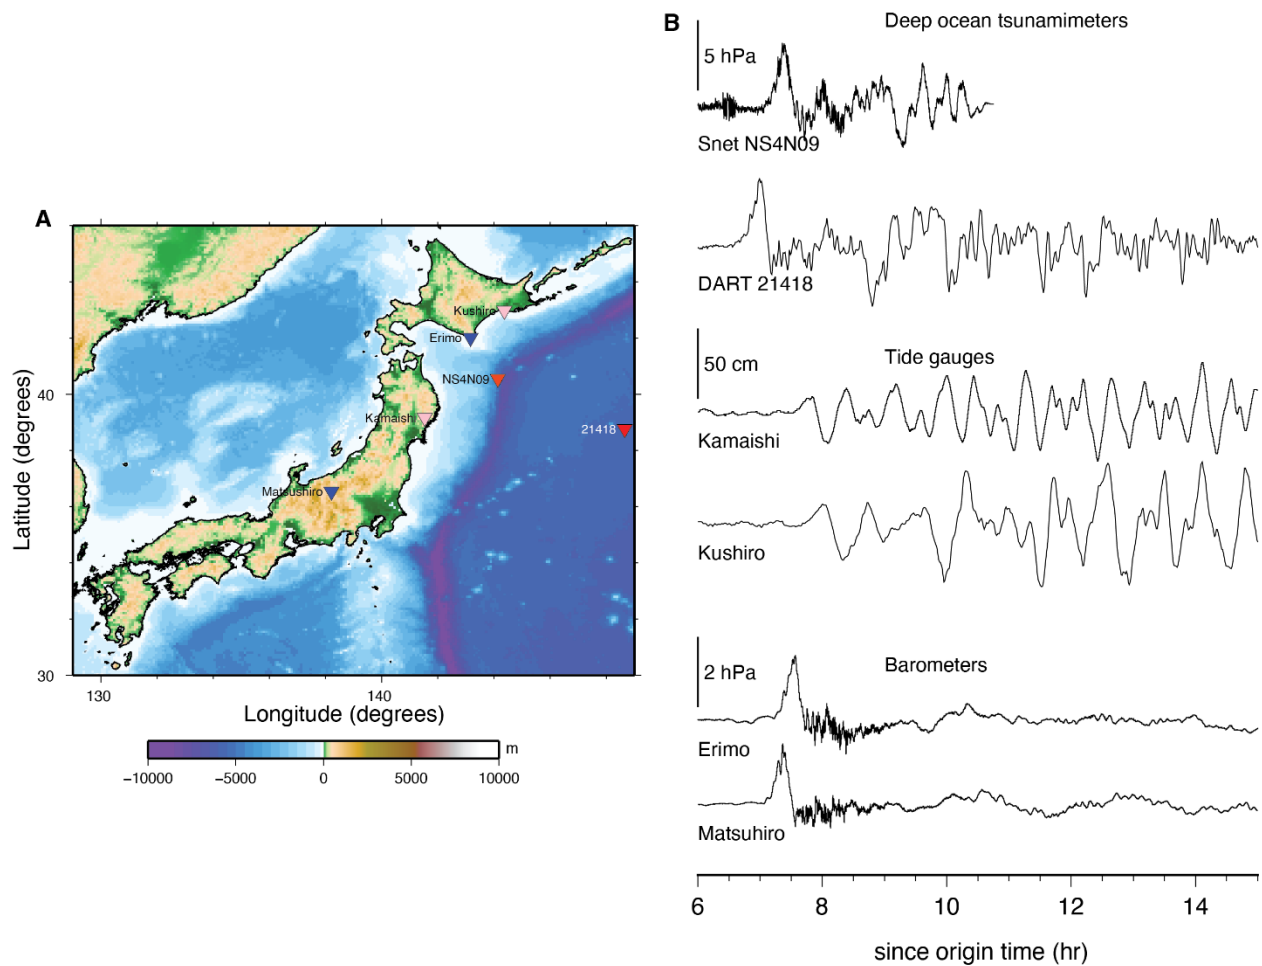 A
Latitude (degrees)
40
30
Kushiro
Erimo
NS4N09
Kamaishi
21418
Matsushiro
130
140
Longitude (degrees)
m
−10000
−5000
0
5000
10000
B
Deep ocean tsunamimeters
5 hPa
Snet NS4N09
DART 21418
Tide gauges
50 cm
Kamaishi
Kushiro
Barometers
2 hPa
Erimo
Matsuhiro
6
8
10
12
14
since origin time (hr)